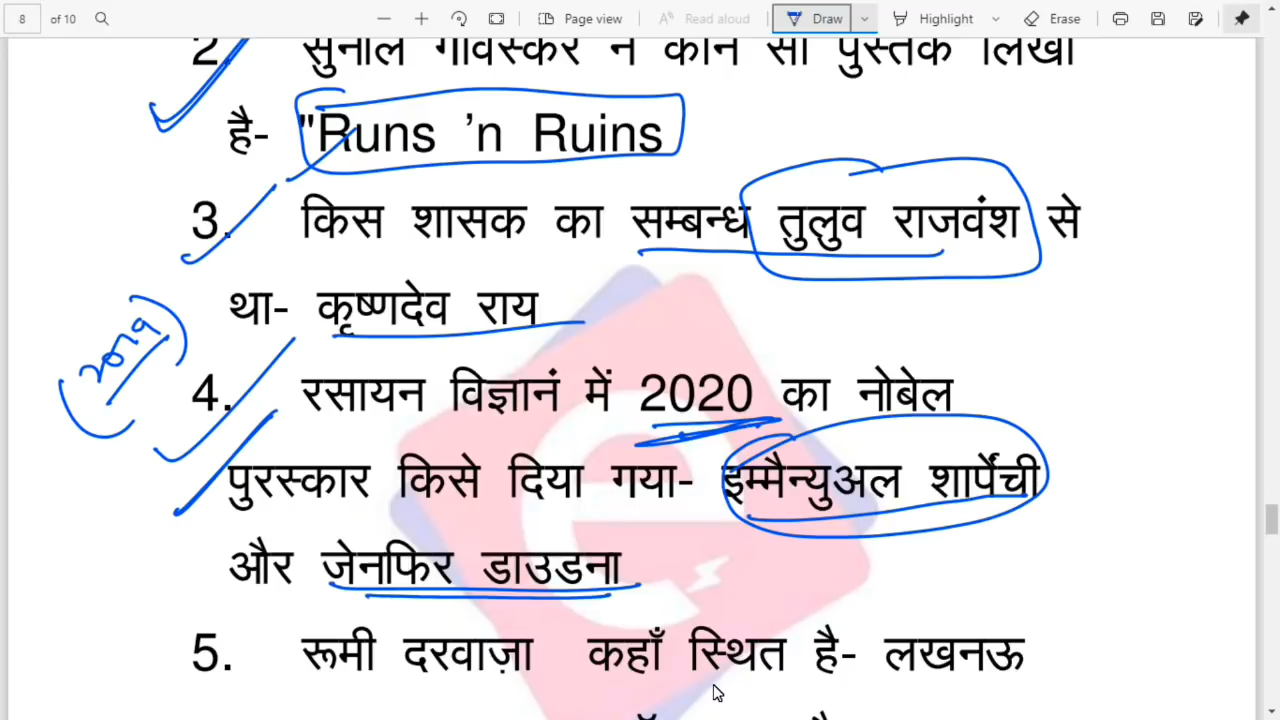 8 of 10 Page view Read aloud Draw Highlight Erase
2. सुनील गावस्कर ने कौन सी पुस्तक लिखी
है- "Runs ’n Ruins
3. किस शासक का सम्बन्ध तुलुव राजवंश से
था- कृष्णदेव राय
(2019)
4. रसायन विज्ञानं में 2020 का नोबेल
पुरस्कार किसे दिया गया- इम्मैन्युअल शार्पेंची
और जेनफिर डाउडना
5. रूमी दरवाज़ा कहाँ स्थित है- लखनऊ